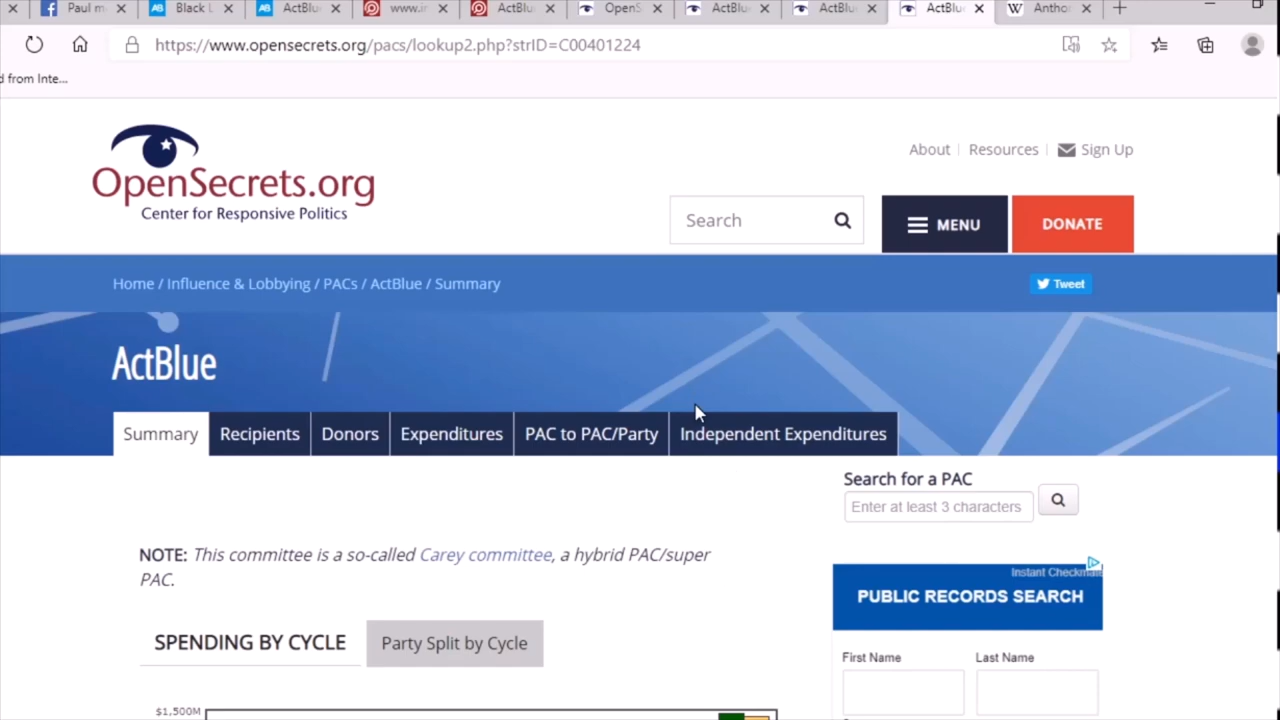 Paul m
Black L
ActBlu
www.ir
ActBlu
OpenS
ActBlu
ActBlu
ActBlu
Antho
https://www.opensecrets.org/pacs/lookup2.php?strID=C00401224
d from Inte...
OpenSecrets.org
Center for Responsive Politics
About
Resources
Sign Up
Search
MENU
DONATE
Home / Influence & Lobbying / PACs / ActBlue / Summary
Tweet
ActBlue
Summary
Recipients
Donors
Expenditures
PAC to PAC/Party
Independent Expenditures
Search for a PAC
Enter at least 3 characters
NOTE: This committee is a so-called Carey committee, a hybrid PAC/super
PAC.
Instant Checkmate
PUBLIC RECORDS SEARCH
SPENDING BY CYCLE
Party Split by Cycle
First Name
Last Name
$1,500M